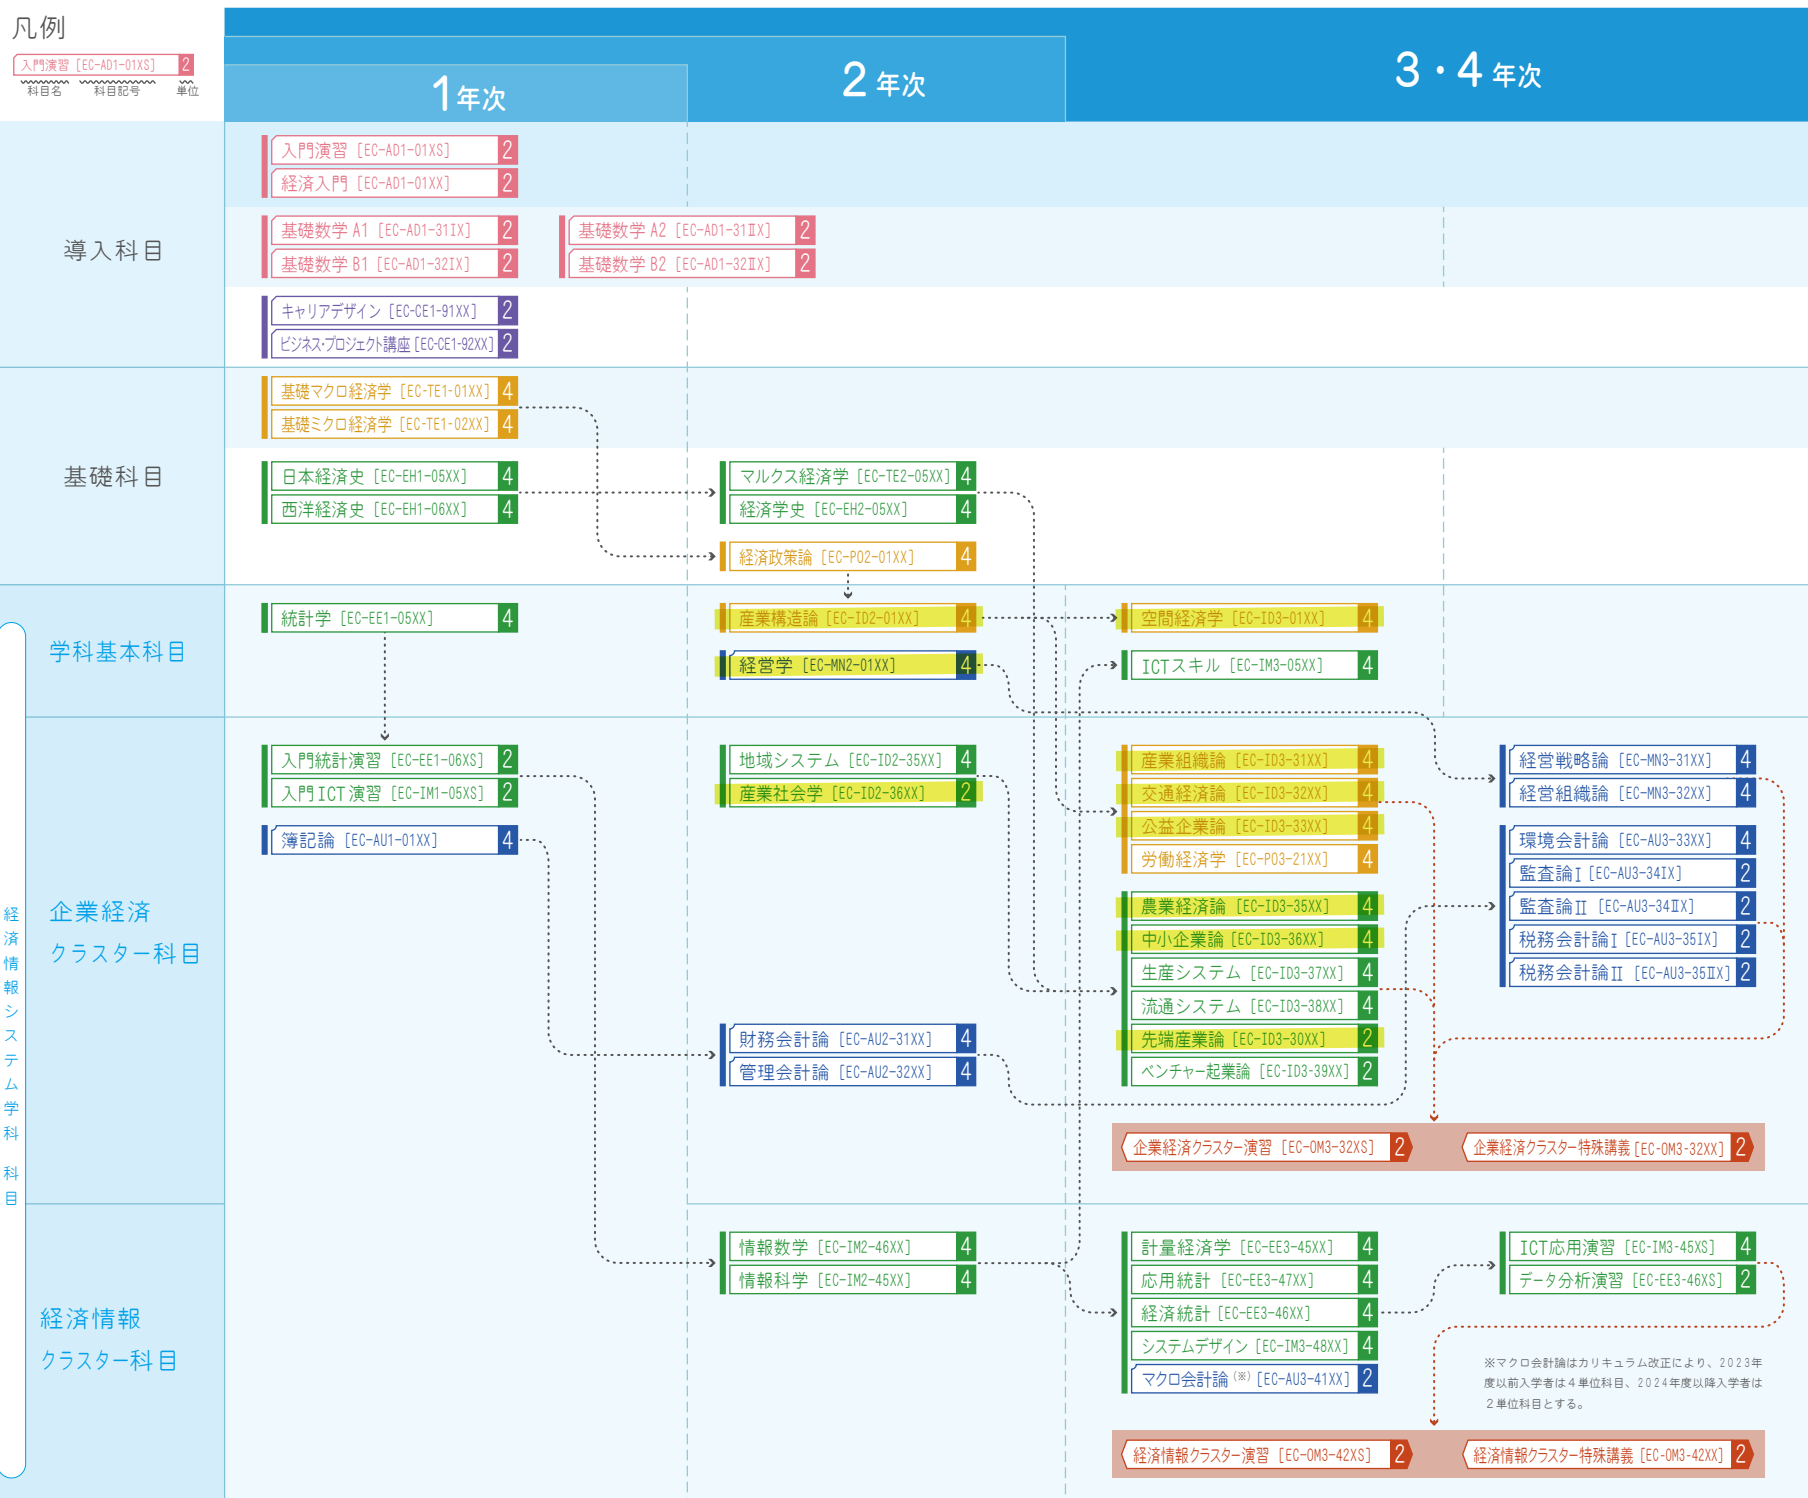 凡例
入門演習 [EC-AD1-01XS] 2
科目名 科目記号 単位
1年次
2年次
3・4年次
導入科目
入門演習 [EC-AD1-01XS] 2
経済入門 [EC-AD1-01XX] 2
基礎数学 A1 [EC-AD1-31IX] 2
基礎数学 B1 [EC-AD1-32IX] 2
基礎数学 A2 [EC-AD1-31ⅡX] 2
基礎数学 B2 [EC-AD1-32ⅡX] 2
キャリアデザイン [EC-CE1-91XX] 2
ビジネス・プロジェクト講座 [EC-CE1-92XX] 2
基礎科目
基礎マクロ経済学 [EC-TE1-01XX] 4
基礎ミクロ経済学 [EC-TE1-02XX] 4
日本経済史 [EC-EH1-05XX] 4
西洋経済史 [EC-EH1-06XX] 4
マルクス経済学 [EC-TE2-05XX] 4
経済学史 [EC-EH2-05XX] 4
経済政策論 [EC-PO2-01XX] 4
経済情報システム学科 科目
学科基本科目
統計学 [EC-EE1-05XX] 4
産業構造論 [EC-ID2-01XX] 4
経営学 [EC-MN2-01XX] 4
空間経済学 [EC-ID3-01XX] 4
ICTスキル [EC-IM3-05XX] 4
企業経済
クラスター科目
入門統計演習 [EC-EE1-06XS] 2
入門ICT演習 [EC-IM1-05XS] 2
簿記論 [EC-AU1-01XX] 4
地域システム [EC-ID2-35XX] 4
産業社会学 [EC-ID2-36XX] 2
財務会計論 [EC-AU2-31XX] 4
管理会計論 [EC-AU2-32XX] 4
産業組織論 [EC-ID3-31XX] 4
交通経済論 [EC-ID3-32XX] 4
公益企業論 [EC-ID3-33XX] 4
労働経済学 [EC-PO3-21XX] 4
農業経済論 [EC-ID3-35XX] 4
中小企業論 [EC-ID3-36XX] 4
生産システム [EC-ID3-37XX] 4
流通システム [EC-ID3-38XX] 4
先端産業論 [EC-ID3-30XX] 2
ベンチャー起業論 [EC-ID3-39XX] 2
経営戦略論 [EC-MN3-31XX] 4
経営組織論 [EC-MN3-32XX] 4
環境会計論 [EC-AU3-33XX] 4
監査論Ⅰ [EC-AU3-34IX] 2
監査論Ⅱ [EC-AU3-34ⅡX] 2
税務会計論Ⅰ [EC-AU3-35IX] 2
税務会計論Ⅱ [EC-AU3-35ⅡX] 2
企業経済クラスター演習 [EC-OM3-32XS] 2
企業経済クラスター特殊講義 [EC-OM3-32XX] 2
経済情報
クラスター科目
情報数学 [EC-IM2-46XX] 4
情報科学 [EC-IM2-45XX] 4
計量経済学 [EC-EE3-45XX] 4
応用統計 [EC-EE3-47XX] 4
経済統計 [EC-EE3-46XX] 4
システムデザイン [EC-IM3-48XX] 4
マクロ会計論(※) [EC-AU3-41XX] 2
ICT応用演習 [EC-IM3-45XS] 4
データ分析演習 [EC-EE3-46XS] 2
※マクロ会計論はカリキュラム改正により、2023年
度以前入学者は4単位科目、2024年度以降入学者は
2単位科目とする。
経済情報クラスター演習 [EC-OM3-42XS] 2
経済情報クラスター特殊講義 [EC-OM3-42XX] 2